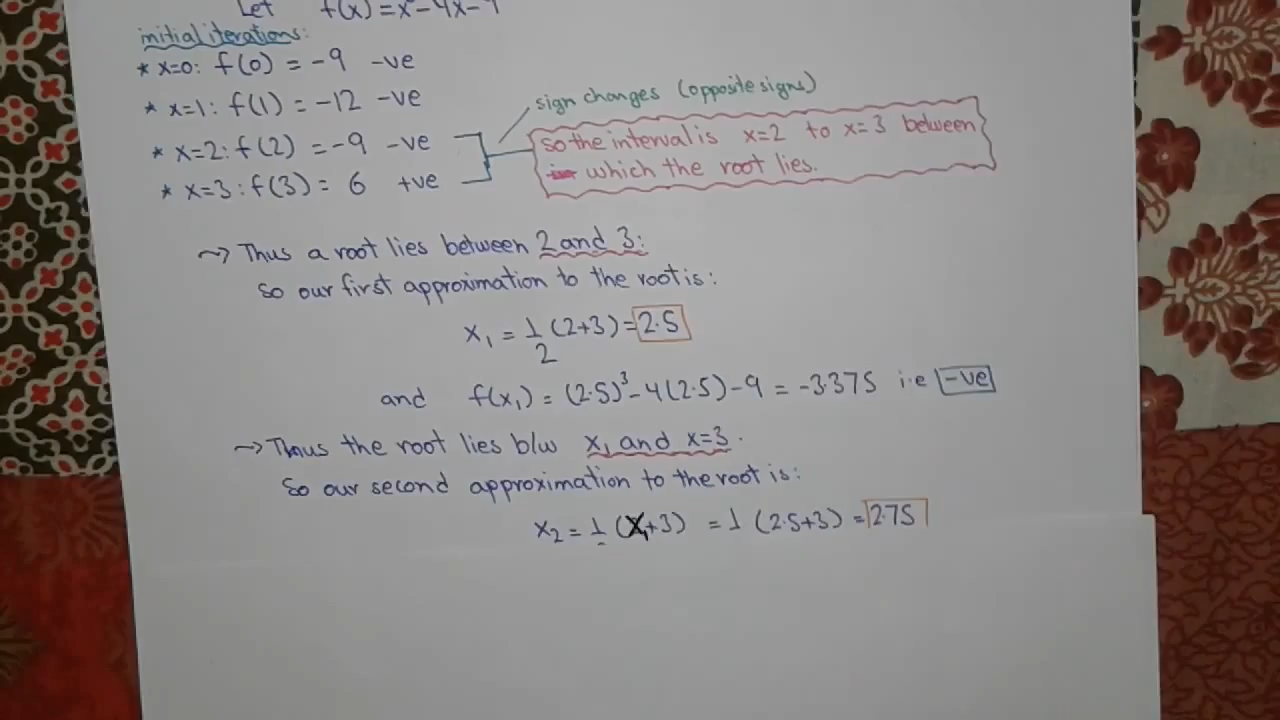 Let f(x) = x³-4x-9
initial iterations:
* x=0: f(0) = -9 -ve
* x=1: f(1) = -12 -ve
sign changes (opposite signs)
* x=2: f(2) = -9 -ve
* x=3: f(3) = 6 +ve
so the interval is x=2 to x=3 between
which the root lies.
~> Thus a root lies between 2 and 3:
So our first approximation to the root is:
x₁ = 1/2 (2+3) = 2.5
and f(x₁) = (2.5)³-4(2.5)-9 = -3.375 i.e -ve
~> Thus the root lies b/w x₁ and x=3.
So our second approximation to the root is:
x₂ = 1 (x₁+3) = 1 (2.5+3) = 2.75